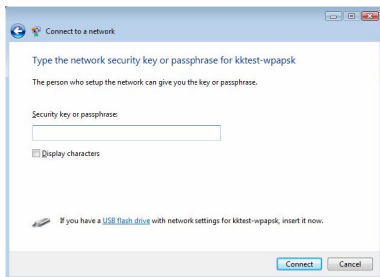 Connect to a network
Type the network security key or passphrase for kktest-wpapsk
The person who setup the network can give you the key or passphrase.
Security key or passphrase:
Display characters
If you have a USB flash drive with network settings for kktest-wpapsk, insert it now.
Connect Cancel